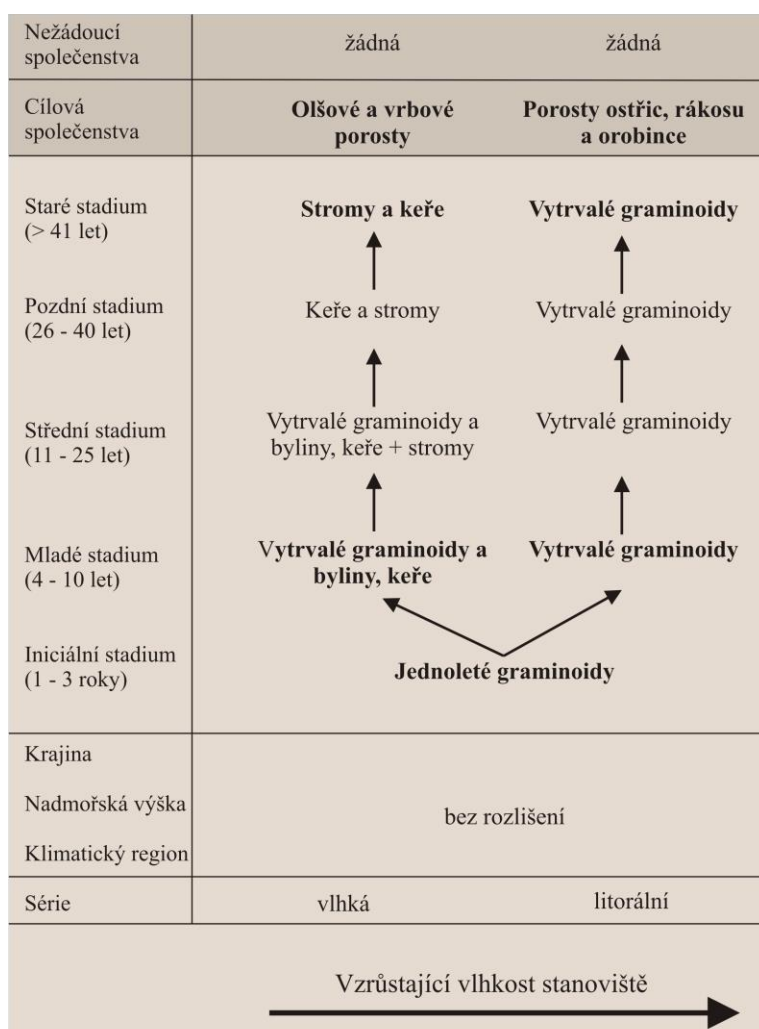 Nežádoucí
společenstva
žádná
žádná
Cílová
společenstva
Olšové a vrbové
porosty
Porosty ostřic, rákosu
a orobince
Staré stadium
(> 41 let)
Stromy a keře
Vytrvalé graminoidy
Pozdní stadium
(26 - 40 let)
Keře a stromy
Vytrvalé graminoidy
Střední stadium
(11 - 25 let)
Vytrvalé graminoidy a
byliny, keře + stromy
Vytrvalé graminoidy
Mladé stadium
(4 - 10 let)
Vytrvalé graminoidy a
byliny, keře
Vytrvalé graminoidy
Iniciální stadium
(1 - 3 roky)
Jednoleté graminoidy
Krajina
Nadmořská výška
Klimatický region
bez rozlišení
Série
vlhká
litorální
Vzrůstající vlhkost stanoviště